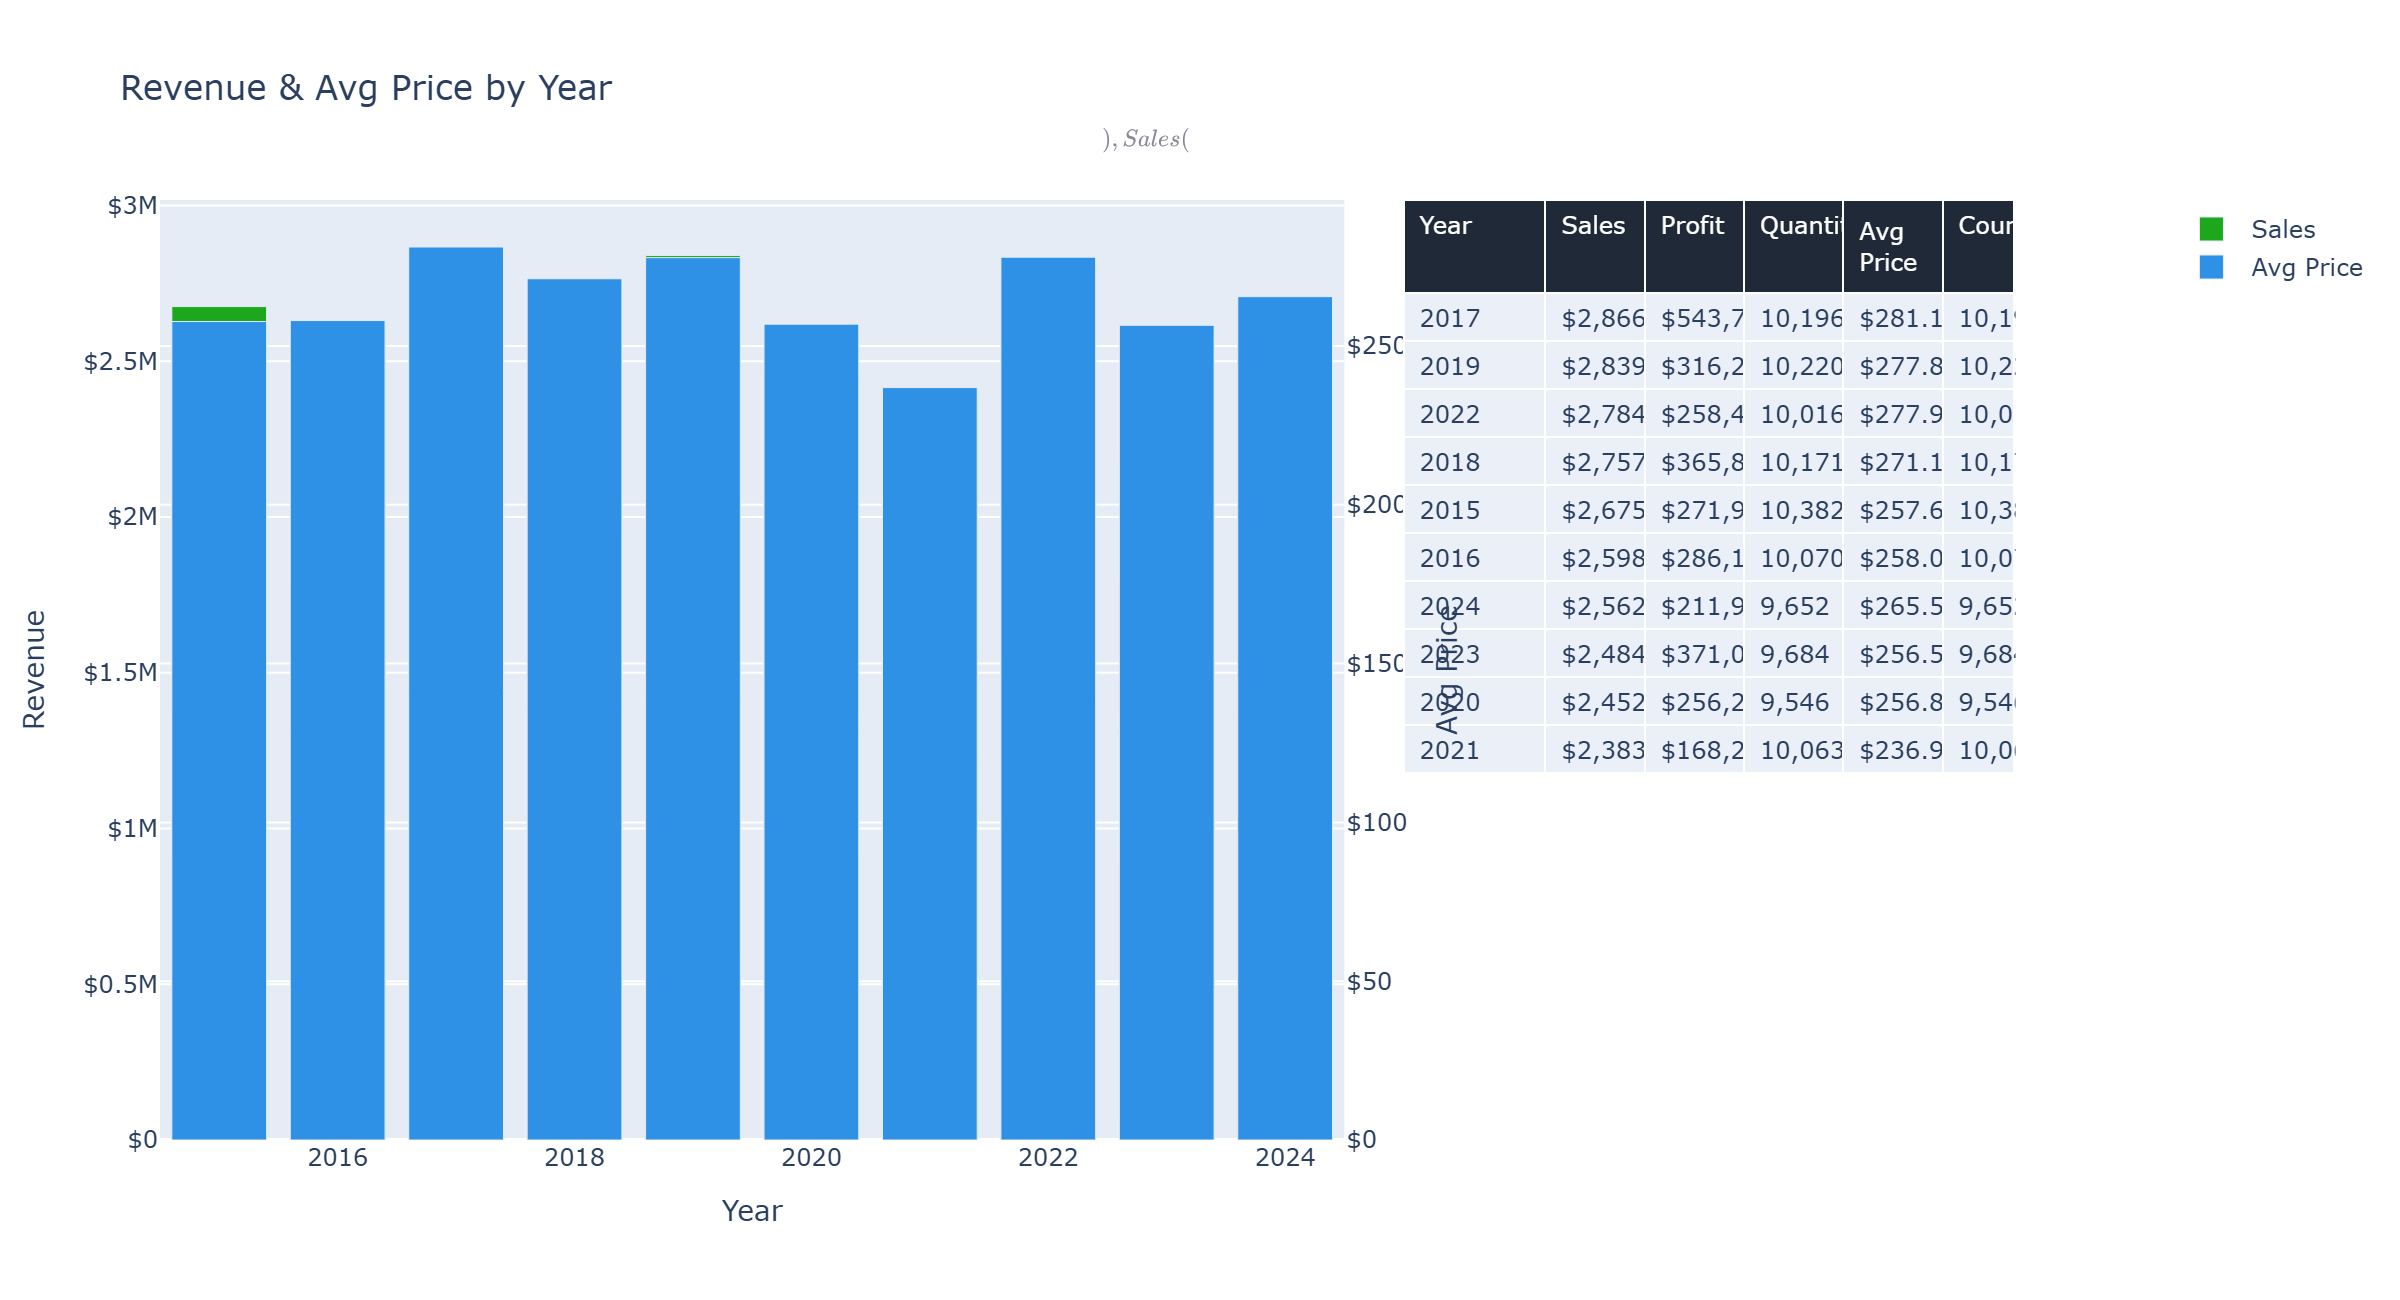 Revenue & Avg Price by Year
), Sales(
$3M
$2.5M
$2M
$1.5M
$1M
$0.5M
$0
Revenue
2016 2018 2020 2022 2024
Year
$250
$200
$150
$100
$50
$0
Avg Price
Year Sales Profit Avg
Price
2017 $2,866 $543,7 10,196 $281.1
2019 $2,839 $316,2 10,220 $277.8
2022 $2,784 $258,4 10,016 $277.9
2018 $2,757 $365,8 10,171 $271.1
2015 $2,675 $271,9 10,382 $257.6
2016 $2,598 $286,1 10,070 $258.0
2024 $2,562 $211,9 9,652 $265.5
2023 $2,484 $371,0 9,684 $256.5
2020 $2,452 $256,2 9,546 $256.8
2021 $2,383 $168,2 10,063 $236.9
Sales
Avg Price